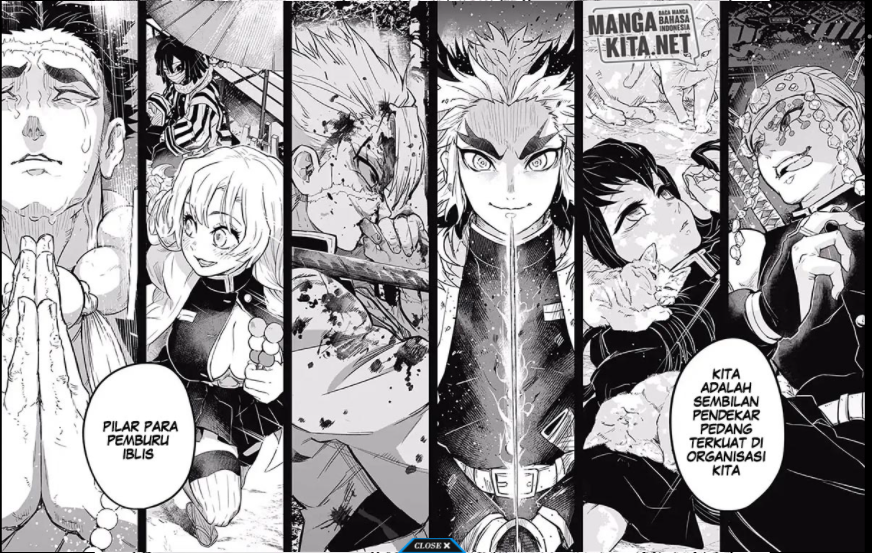 MANGA
KITA.NET
BACA MANGA
BAHASA
INDONESIA
PILAR PARA
PEMBURU
IBLIS
KITA
ADALAH
SEMBILAN
PENDEKAR
PEDANG
TERKUAT DI
ORGANISASI
KITA
CLOSE X